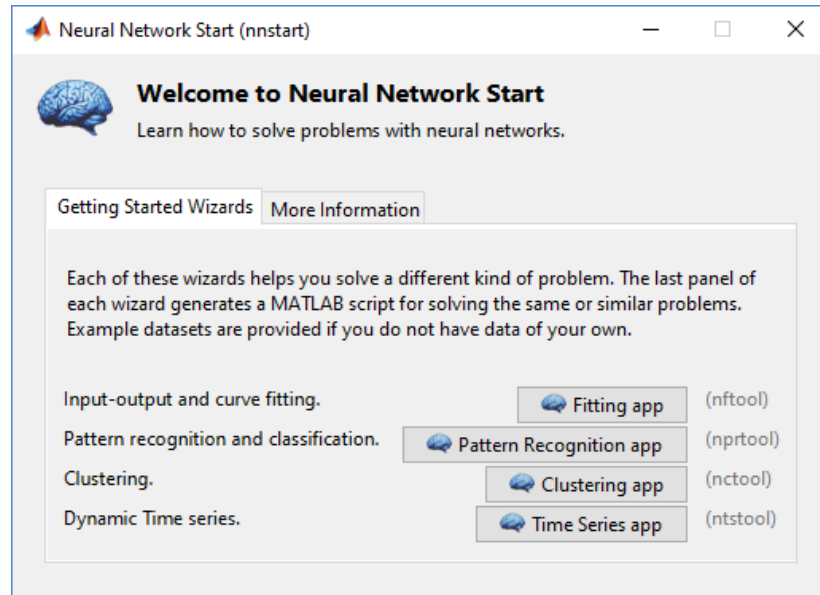 Neural Network Start (nnstart)
Welcome to Neural Network Start
Learn how to solve problems with neural networks.
Getting Started Wizards More Information
Each of these wizards helps you solve a different kind of problem. The last panel of
each wizard generates a MATLAB script for solving the same or similar problems.
Example datasets are provided if you do not have data of your own.
Input-output and curve fitting. Fitting app (nftool)
Pattern recognition and classification. Pattern Recognition app (nprtool)
Clustering. Clustering app (nctool)
Dynamic Time series. Time Series app (ntstool)